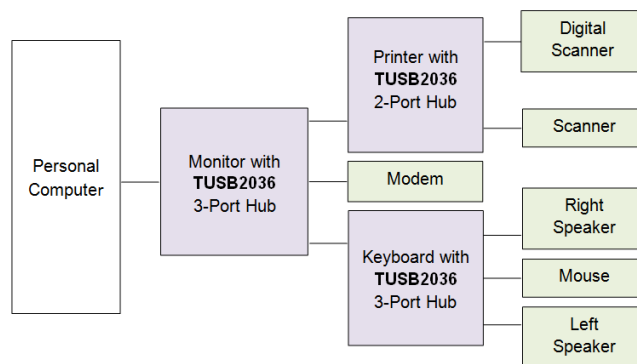 Personal
Computer
Monitor with
TUSB2036
3-Port Hub
Printer with
TUSB2036
2-Port Hub
Modem
Keyboard with
TUSB2036
3-Port Hub
Digital
Scanner
Scanner
Right
Speaker
Mouse
Left
Speaker